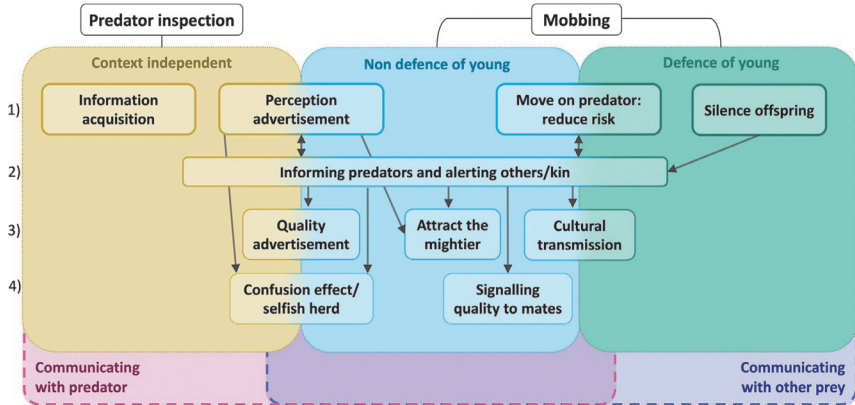 Predator inspection
Mobbing
Context independent
Non defence of young
Defence of young
1)
Information
acquisition
Perception
advertisement
Move on predator:
reduce risk
Silence offspring
2)
Informing predators and alerting others/kin
3)
Quality
advertisement
Attract the
mightier
Cultural
transmission
4)
Confusion effect/
selfish herd
Signalling
quality to mates
Communicating
with predator
Communicating
with other prey